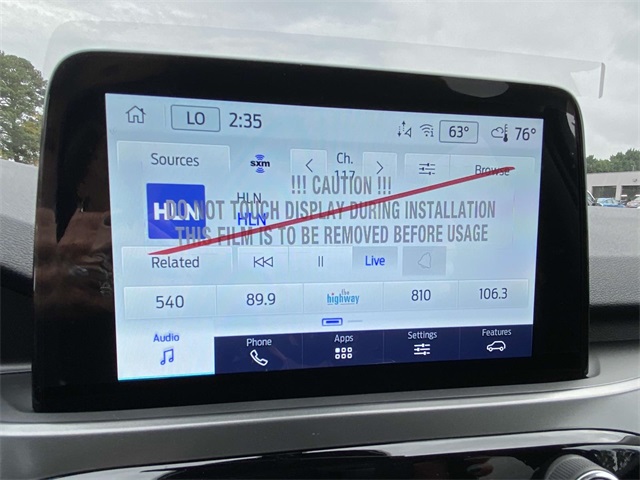 LO 2:35 63° 76°
Sources sxm Ch. 117 Browse
!!! CAUTION !!!
HLN
HLN HLN
DO NOT TOUCH DISPLAY DURING INSTALLATION
THIS FILM IS TO BE REMOVED BEFORE USAGE
Related Live
540 89.9 the highway 810 106.3
Audio Phone Apps Settings Features